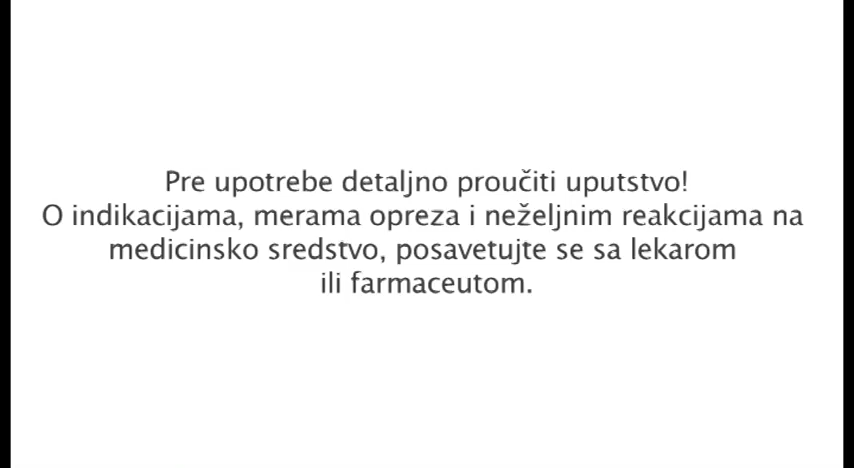 Pre upotrebe detaljno proučiti uputstvo!
O indikacijama, merama opreza i neželjnim reakcijama na
medicinsko sredstvo, posavetujte se sa lekarom
ili farmaceutom.